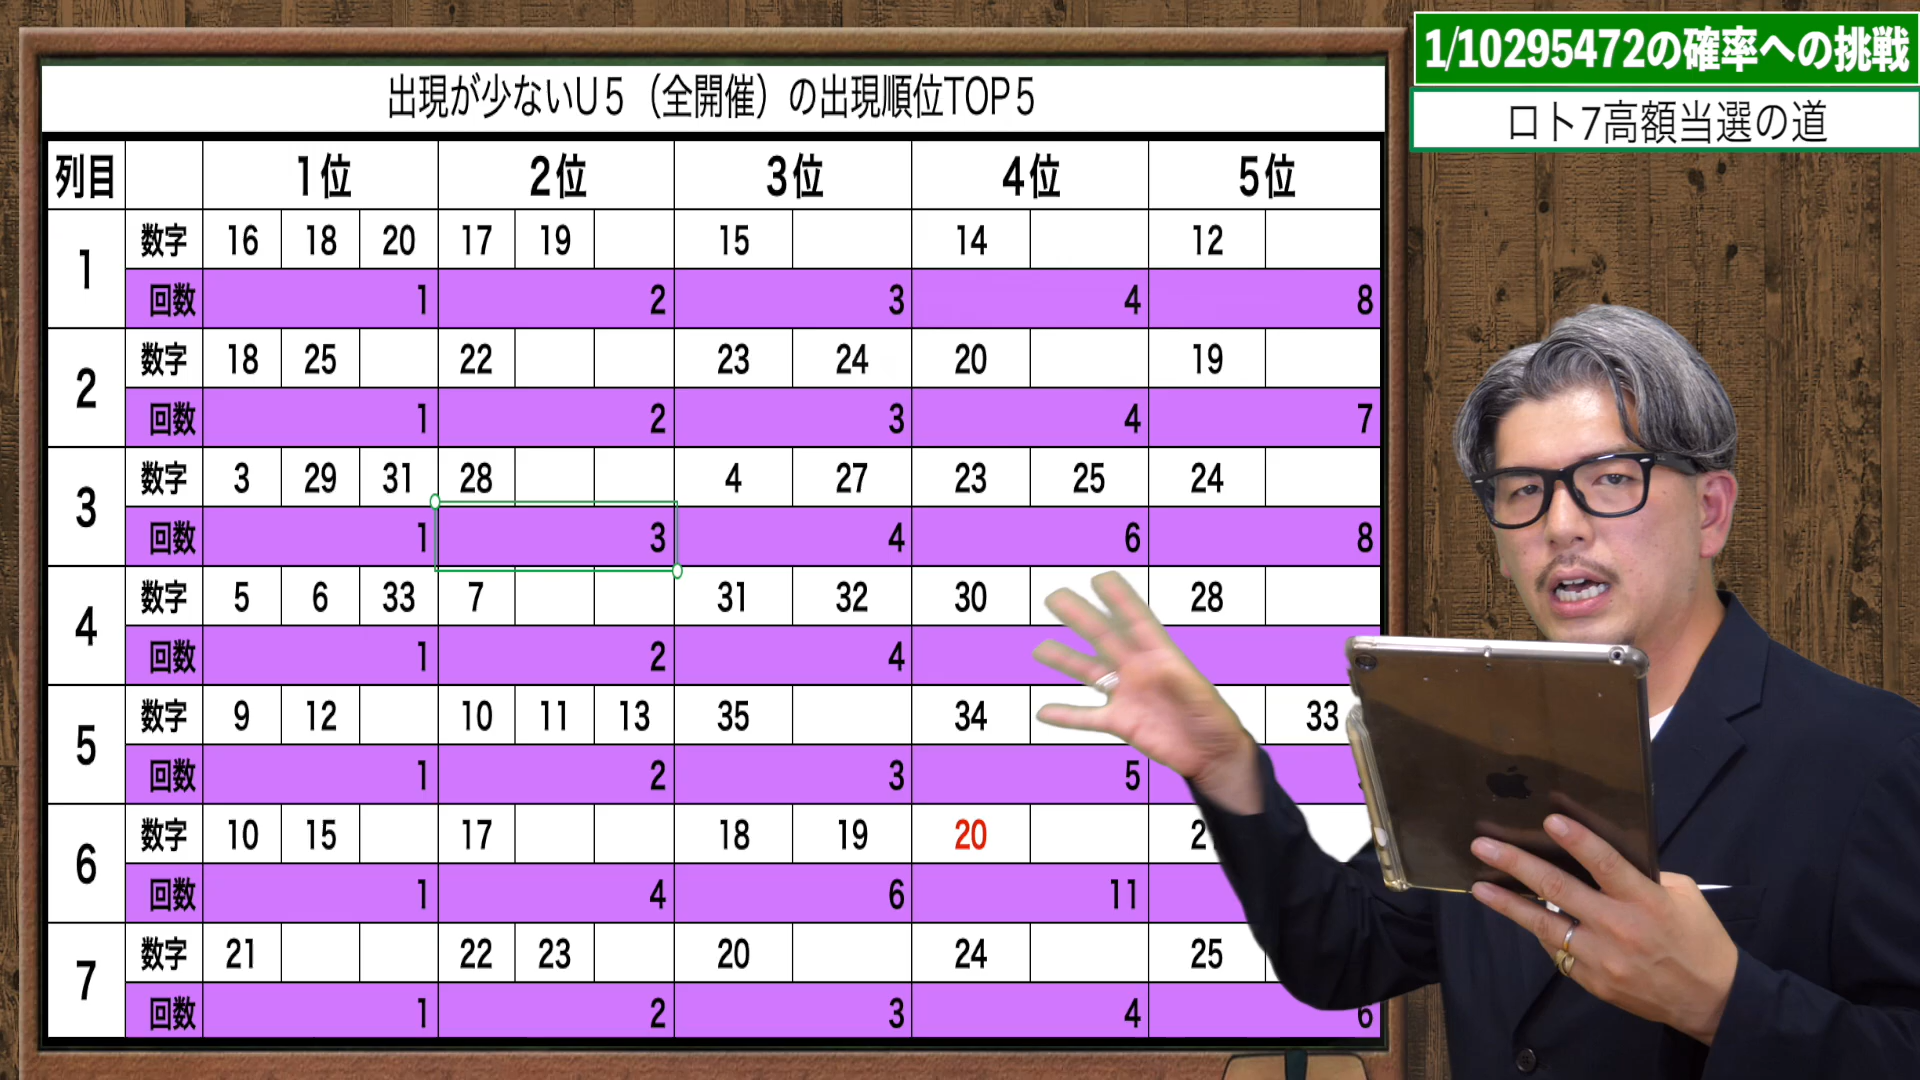 1/10295472の確率への挑戦
ロト7高額当選の道
出現が少ないU5（全開催）の出現順位TOP5
列目 1位 2位 3位 4位 5位
1 数字 16 18 20 17 19 15 14 12
回数 1 2 3 4 8
2 数字 18 25 22 23 24 20 19
回数 1 2 3 4 7
3 数字 3 29 31 28 4 27 23 25 24
回数 1 3 4 6 8
4 数字 5 6 33 7 31 32 30 28
回数 1 2 4
5 数字 9 12 10 11 13 35 34 33
回数 1 2 3 5
6 数字 10 15 17 18 19 20
回数 1 4 6 11
7 数字 21 22 23 20 24 25
回数 1 2 3 4 6